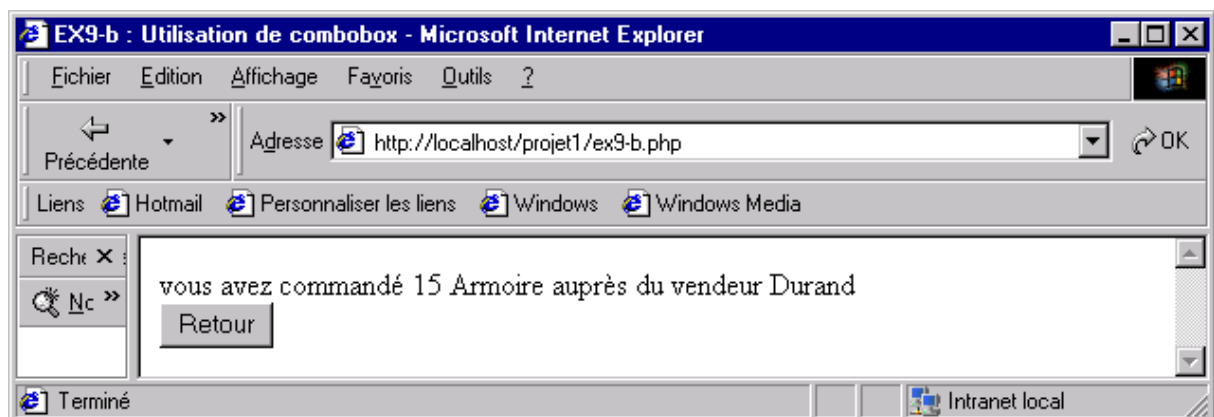 EX9-b : Utilisation de combobox - Microsoft Internet Explorer
Fichier Edition Affichage Favoris Outils ?
Précédente » Adresse http://localhost/projet1/ex9-b.php OK
Liens Hotmail Personnaliser les liens Windows Windows Media
Reche
Nc »
vous avez commandé 15 Armoire auprès du vendeur Durand
Retour
Terminé Intranet local